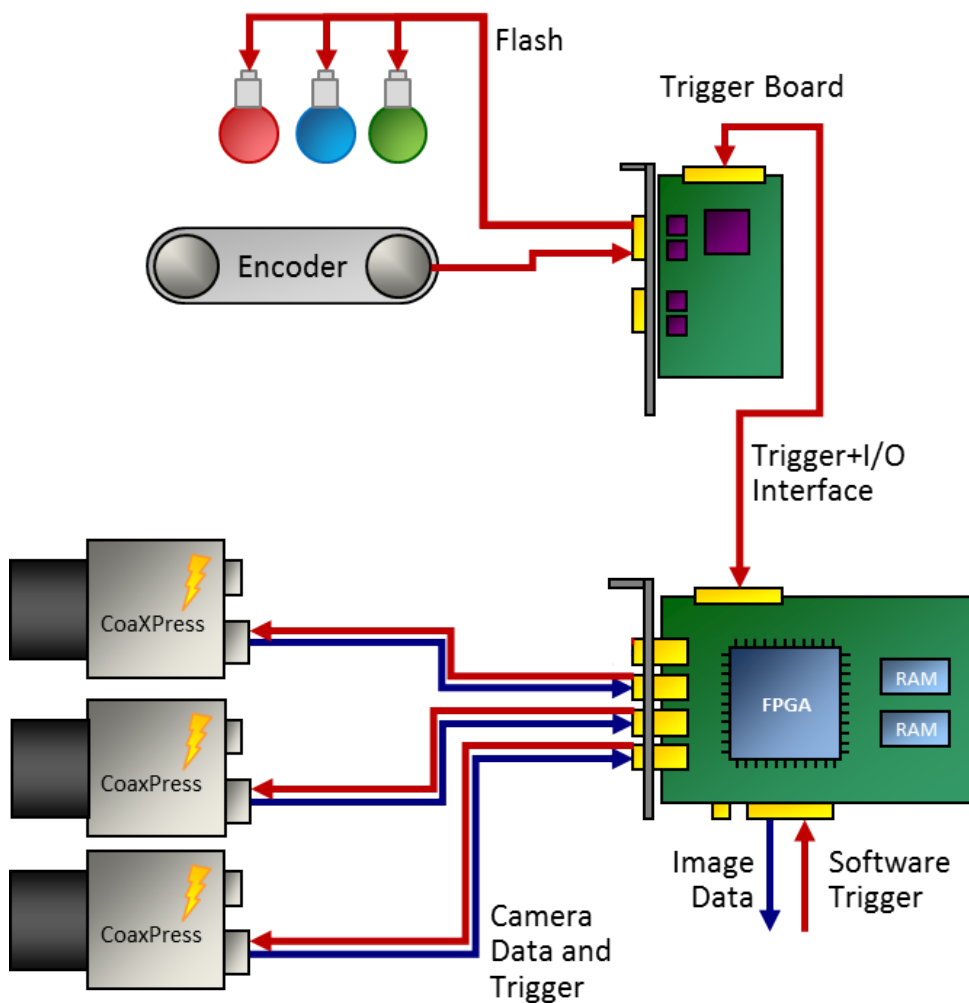 Flash
Trigger Board
Encoder
Trigger+I/O
Interface
CoaXPress
RAM
FPGA
RAM
CoaxPress
CoaxPress
Image
Data
Software
Trigger
Camera
Data and
Trigger